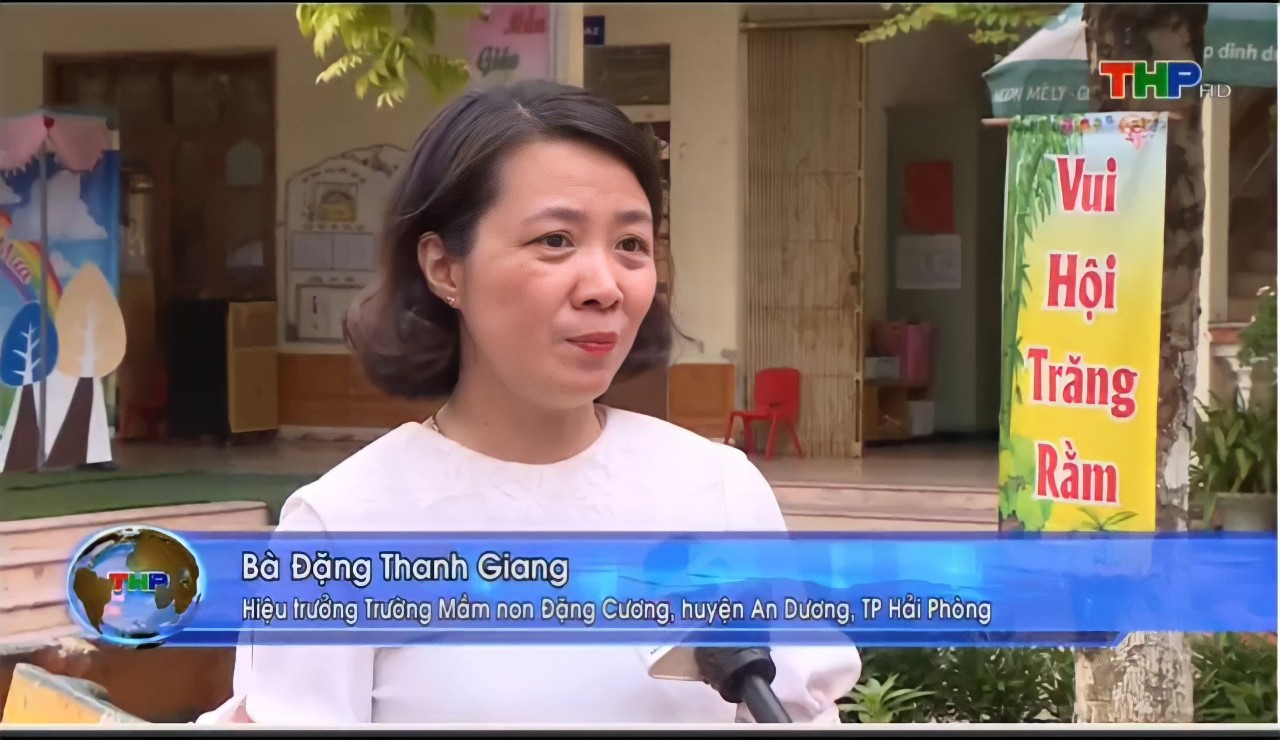 THP HD
Vui
Hội
Trăng
Rằm
THP
Bà Đặng Thanh Giang
Hiệu trưởng Trường Mầm non Đặng Cương, huyện An Dương, TP Hải Phòng